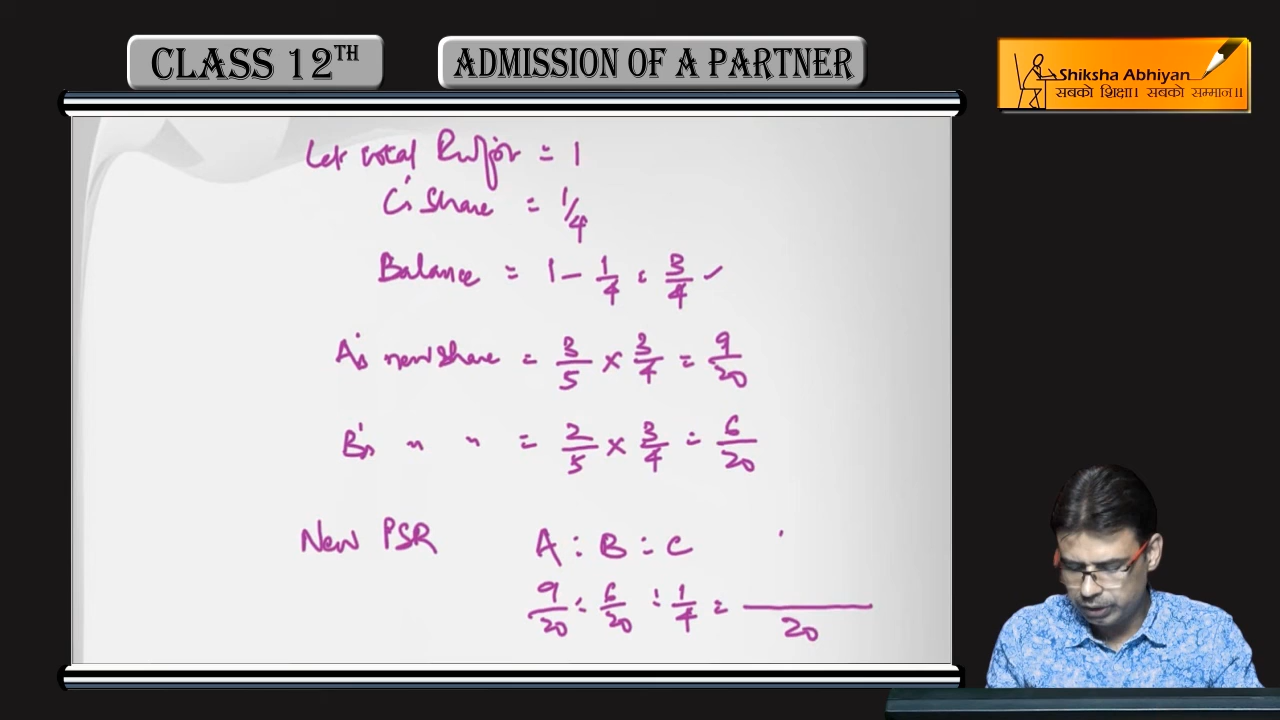 CLASS 12TH
ADMISSION OF A PARTNER
Shiksha Abhiyan
सबको शिक्षा। सबको सम्मान।।
Let total Profit = 1
C's Share = 1/4
Balance = 1 - 1/4 = 3/4 ✓
A's new share = 3/5 × 3/4 = 9/20
B's " " = 2/5 × 3/4 = 6/20
New PSR A : B : C
9/20 : 6/20 : 1/4 = /20